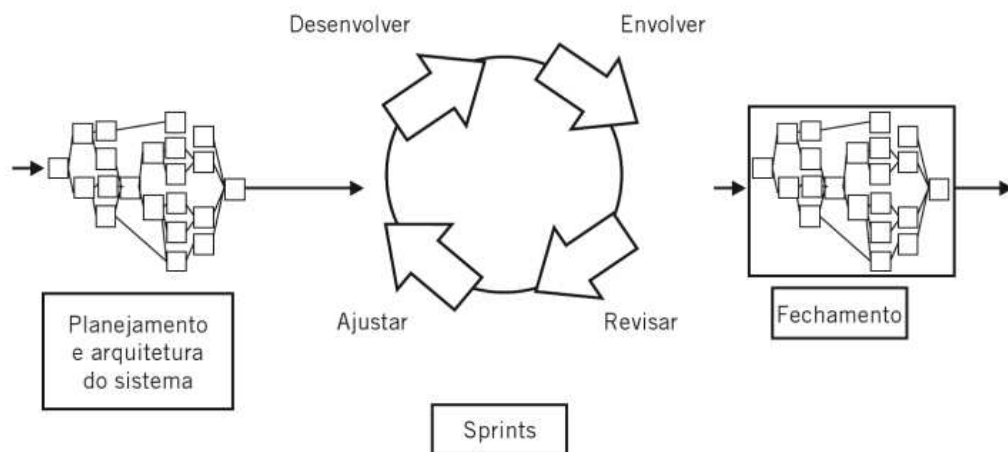 Desenvolver
Envolver
Planejamento
e arquitetura
do sistema
Ajustar
Revisar
Fechamento
Sprints